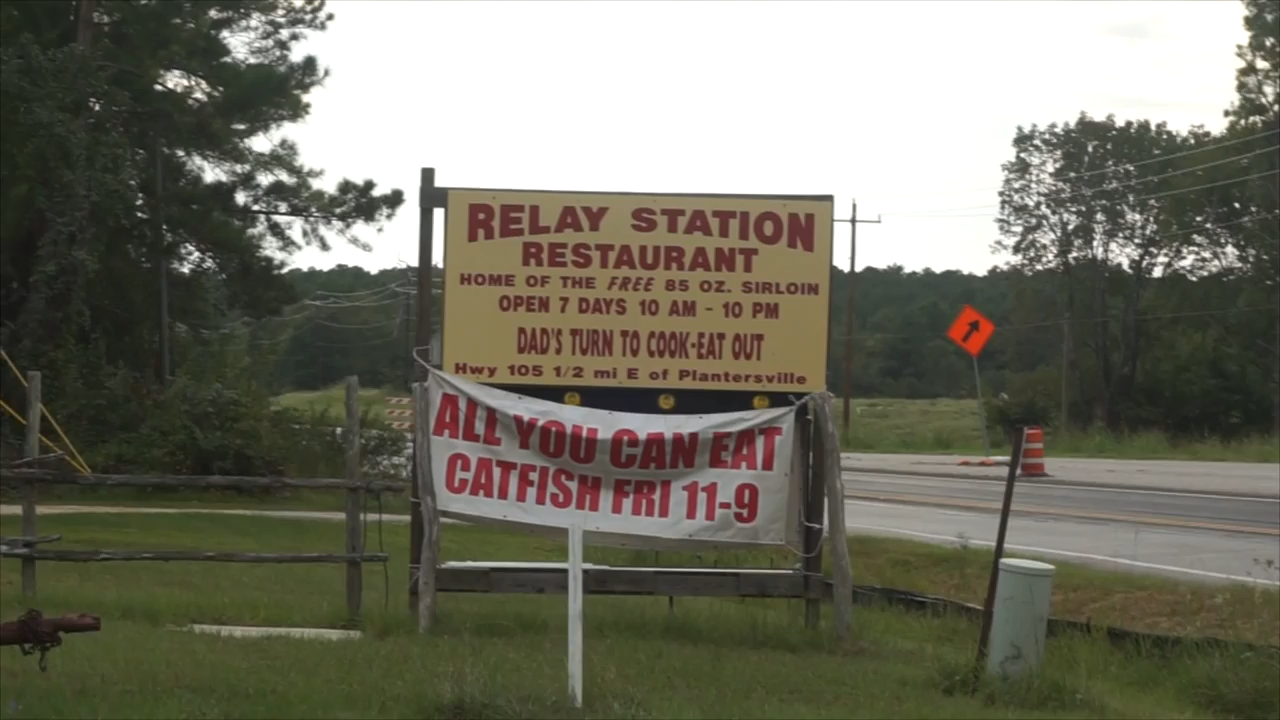 RELAY STATION
RESTAURANT
HOME OF THE FREE 85 OZ. SIRLOIN
OPEN 7 DAYS 10 AM - 10 PM
DAD'S TURN TO COOK-EAT OUT
Hwy 105 1/2 mi E of Plantersville
ALL YOU CAN EAT
CATFISH FRI 11-9